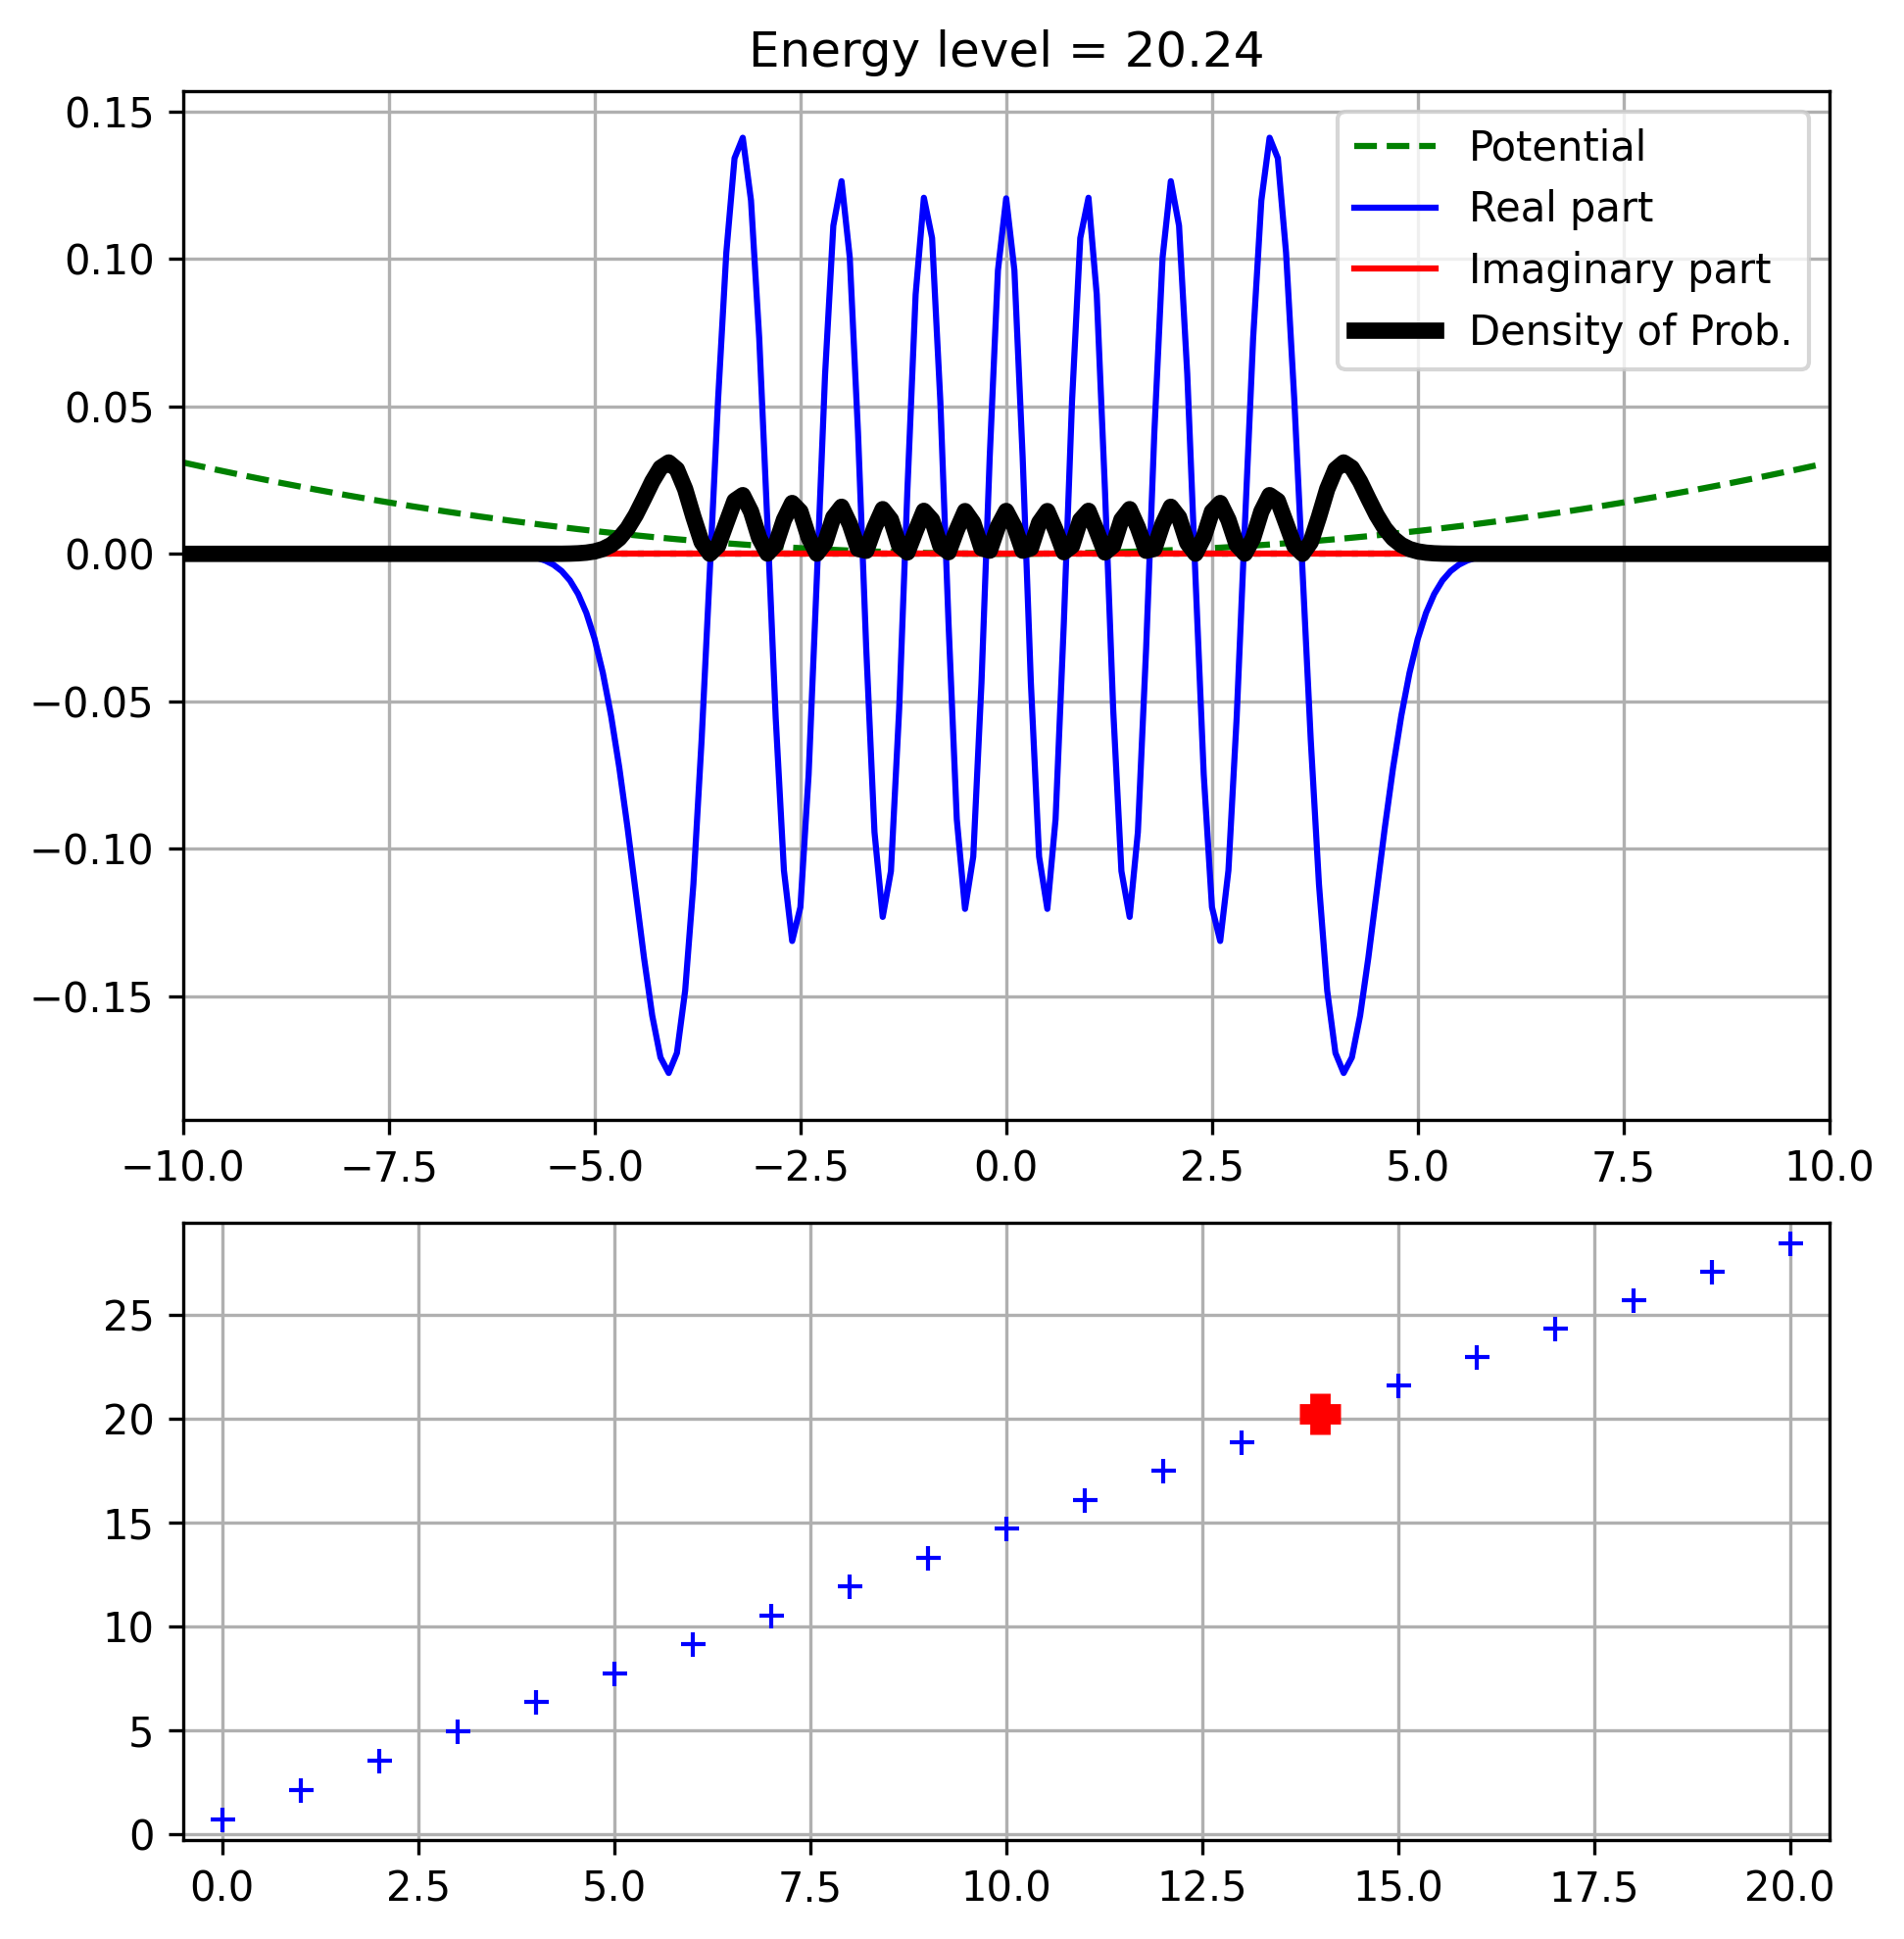 Energy level = 20.24
0.15
0.10
0.05
0.00
−0.05
−0.10
−0.15
Potential
Real part
Imaginary part
Density of Prob.
−10.0 −7.5 −5.0 −2.5 0.0 2.5 5.0 7.5 10.0
25
20
15
10
5
0
0.0 2.5 5.0 7.5 10.0 12.5 15.0 17.5 20.0